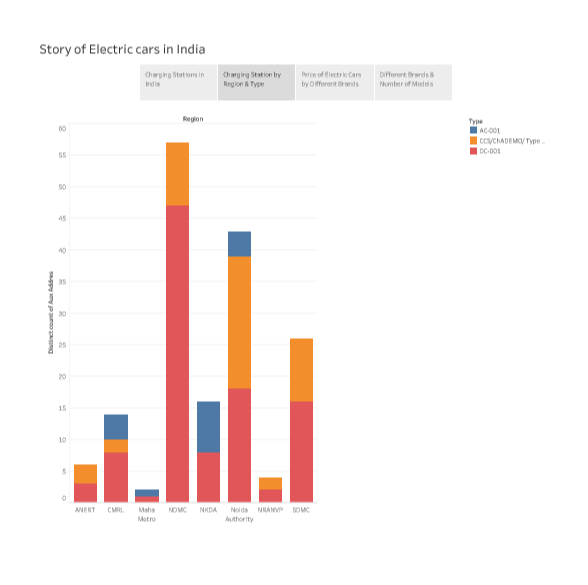 Story of Electric cars in India
Charging Stations in
India
Charging Station by
Region & Type
Price of Electric Cars
by Different Brands
Different Brands &
Number of Models
Region
Type
AC-001
CCS/CHADEMO/ Type ..
DC-001
Distinct count of Aux Addres
60
55
50
45
40
35
30
25
20
15
10
5
0
ANERT
CMRL
Maha
Metro
NDMC
NKDA
Noida
Authority
NRANVP
SDMC